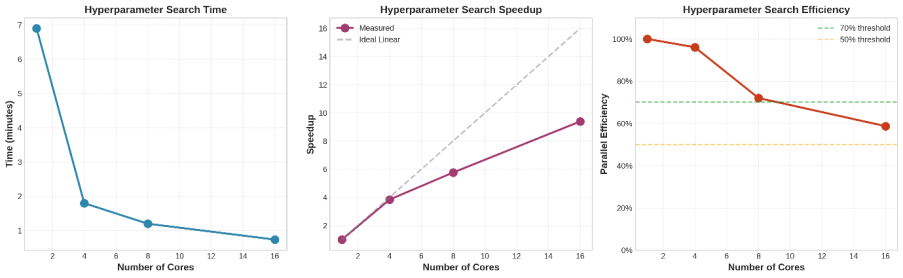 Hyperparameter Search Time
Time (minutes)
7
6
5
4
3
2
1
2 4 6 8 10 12 14 16
Number of Cores
Hyperparameter Search Speedup
Speedup
16
14
12
10
8
6
4
2
Measured
Ideal Linear
2 4 6 8 10 12 14 16
Number of Cores
Hyperparameter Search Efficiency
Parallel Efficiency
100%
80%
60%
40%
20%
0%
70% threshold
50% threshold
2 4 6 8 10 12 14 16
Number of Cores